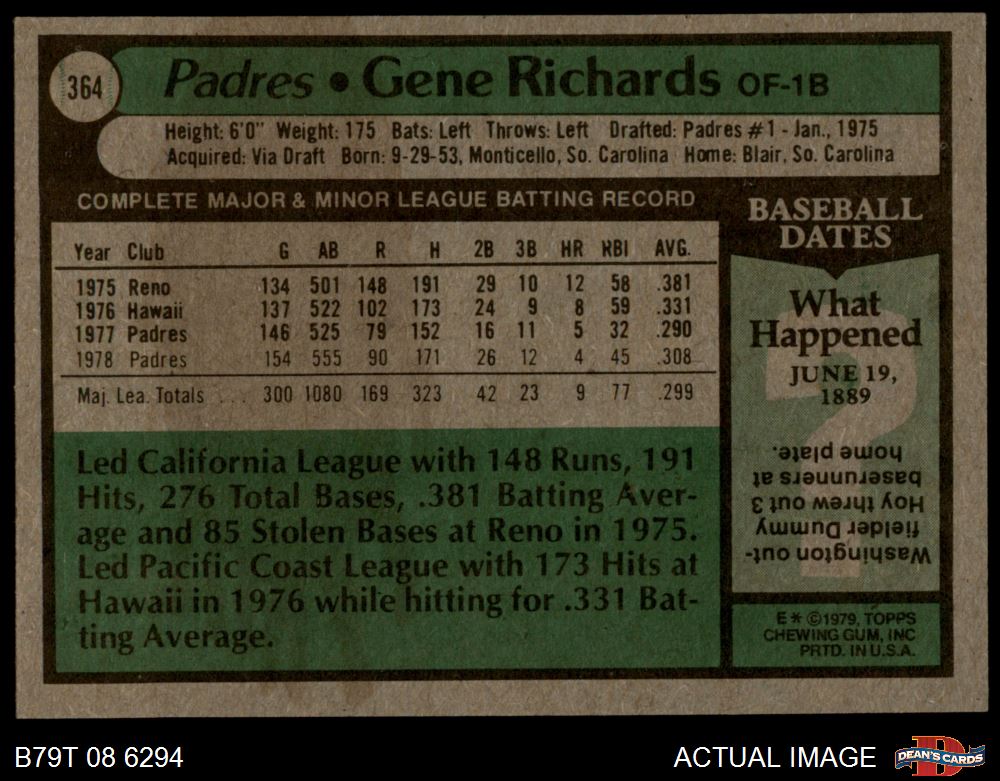 364
Padres • Gene Richards OF-1B
Height: 6'0" Weight: 175 Bats: Left Throws: Left Drafted: Padres #1 - Jan., 1975
Acquired: Via Draft Born: 9-29-53, Monticello, So. Carolina Home: Blair, So. Carolina
COMPLETE MAJOR & MINOR LEAGUE BATTING RECORD
Year Club G AB R H 2B 3B HR RBI AVG.
1975 Reno 134 501 148 191 29 10 12 58 .381
1976 Hawaii 137 522 102 173 24 9 8 59 .331
1977 Padres 146 525 79 152 16 11 5 32 .290
1978 Padres 154 555 90 171 26 12 4 45 .308
Maj. Lea. Totals ... 300 1080 169 323 42 23 9 77 .299
Led California League with 148 Runs, 191
Hits, 276 Total Bases, .381 Batting Aver-
age and 85 Stolen Bases at Reno in 1975.
Led Pacific Coast League with 173 Hits at
Hawaii in 1976 while hitting for .331 Bat-
ting Average.
BASEBALL
DATES
What
Happened
JUNE 19,
1889
?
Washington out-
fielder Dummy
Hoy threw out 3
baserunners at
home plate.
E * ©1979, TOPPS
CHEWING GUM, INC
PRTD. IN U.S.A.
B79T 08 6294
ACTUAL IMAGE
D
DEAN'S CARDS